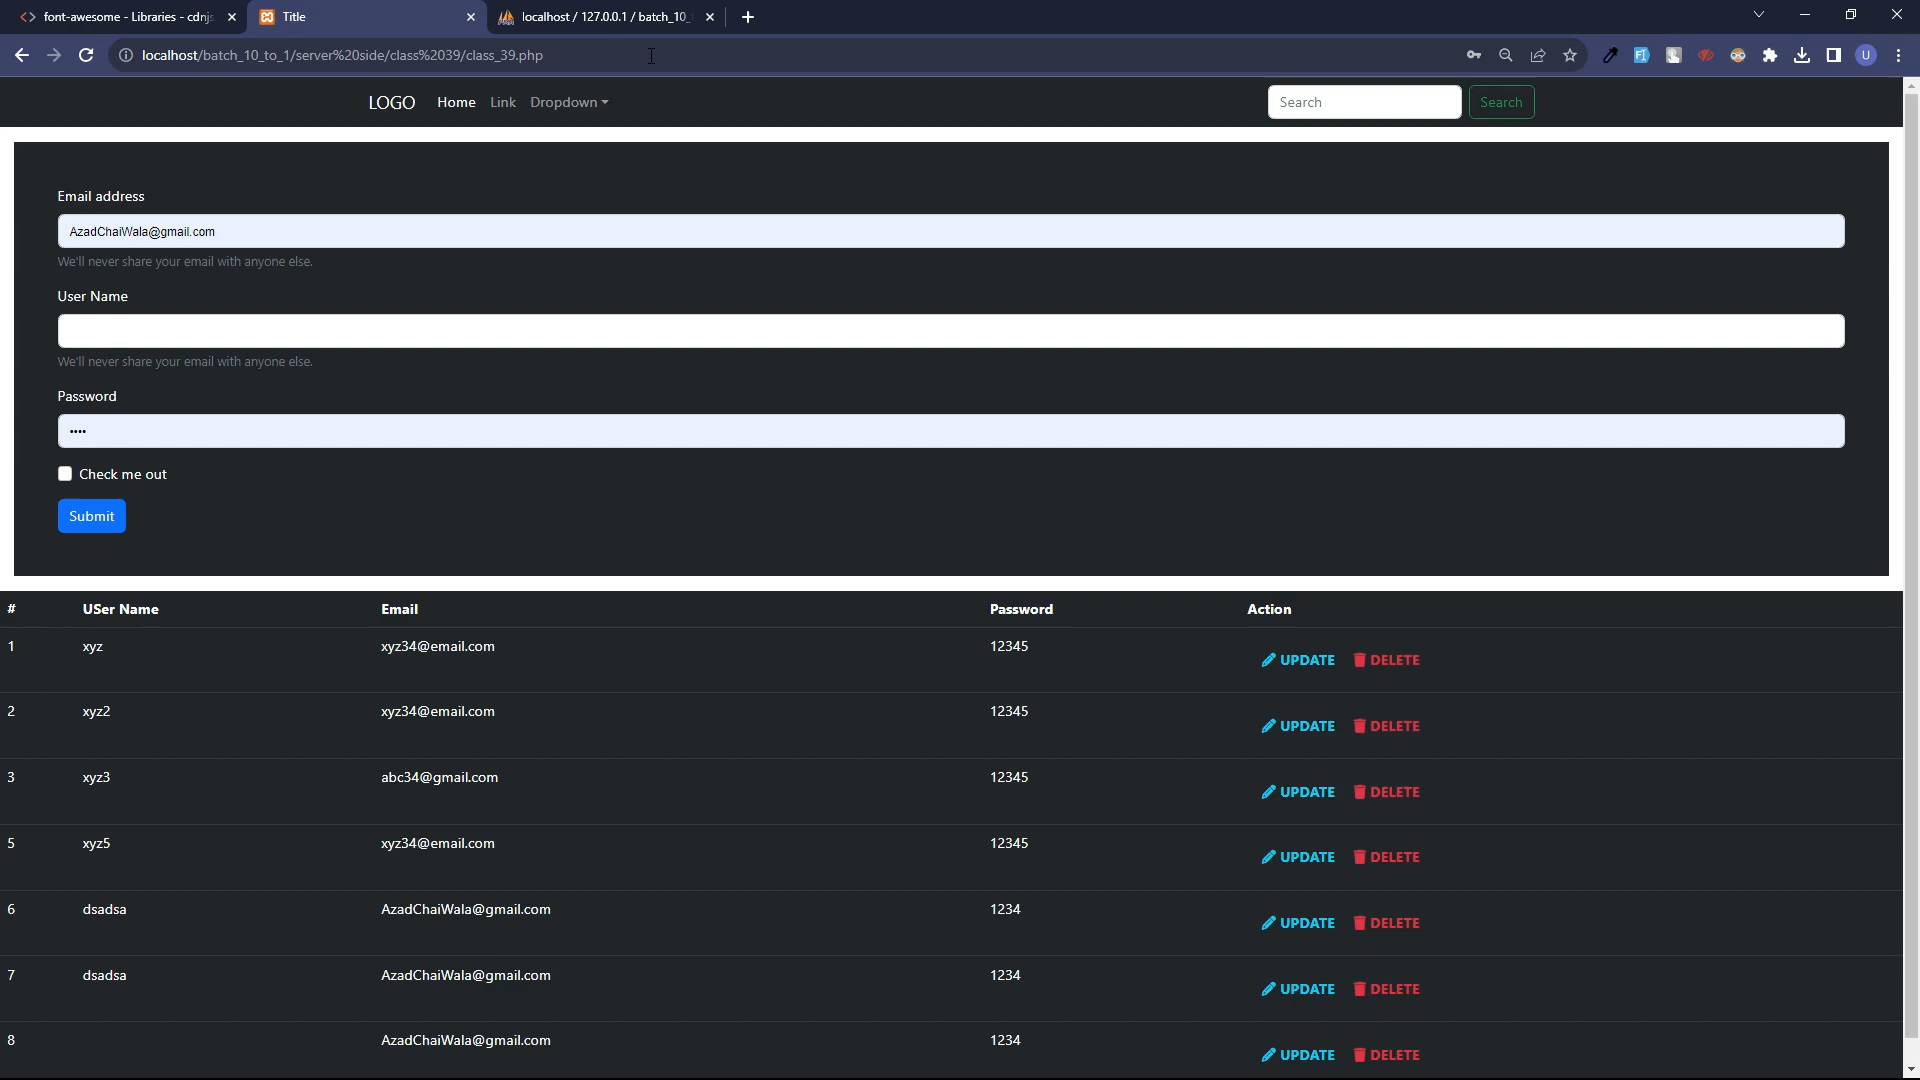 font-awesome - Libraries - cdnjs
Title
localhost / 127.0.0.1 / batch_10_
localhost/batch_10_to_1/server%20side/class%2039/class_39.php
U
LOGO Home Link Dropdown Search Search
Email address
AzadChaiWala@gmail.com
We'll never share your email with anyone else.
User Name
We'll never share your email with anyone else.
Password
••••
Check me out
Submit
# USer Name Email Password Action
1 xyz xyz34@email.com 12345 UPDATE DELETE
2 xyz2 xyz34@email.com 12345 UPDATE DELETE
3 xyz3 abc34@gmail.com 12345 UPDATE DELETE
5 xyz5 xyz34@email.com 12345 UPDATE DELETE
6 dsadsa AzadChaiWala@gmail.com 1234 UPDATE DELETE
7 dsadsa AzadChaiWala@gmail.com 1234 UPDATE DELETE
8 AzadChaiWala@gmail.com 1234 UPDATE DELETE